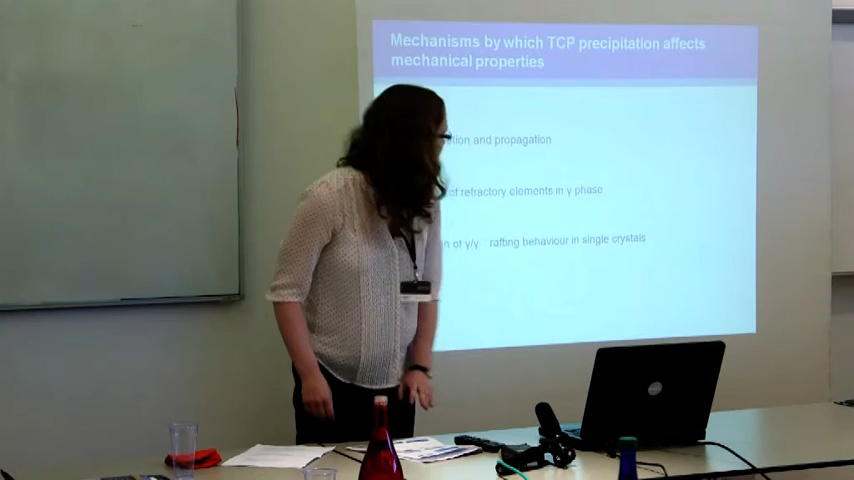 Mechanisms by which TCP precipitation affects
mechanical properties
and propagation
of refractory elements in γ phase
of γ/γ : rafting behaviour in single crystals
DELL